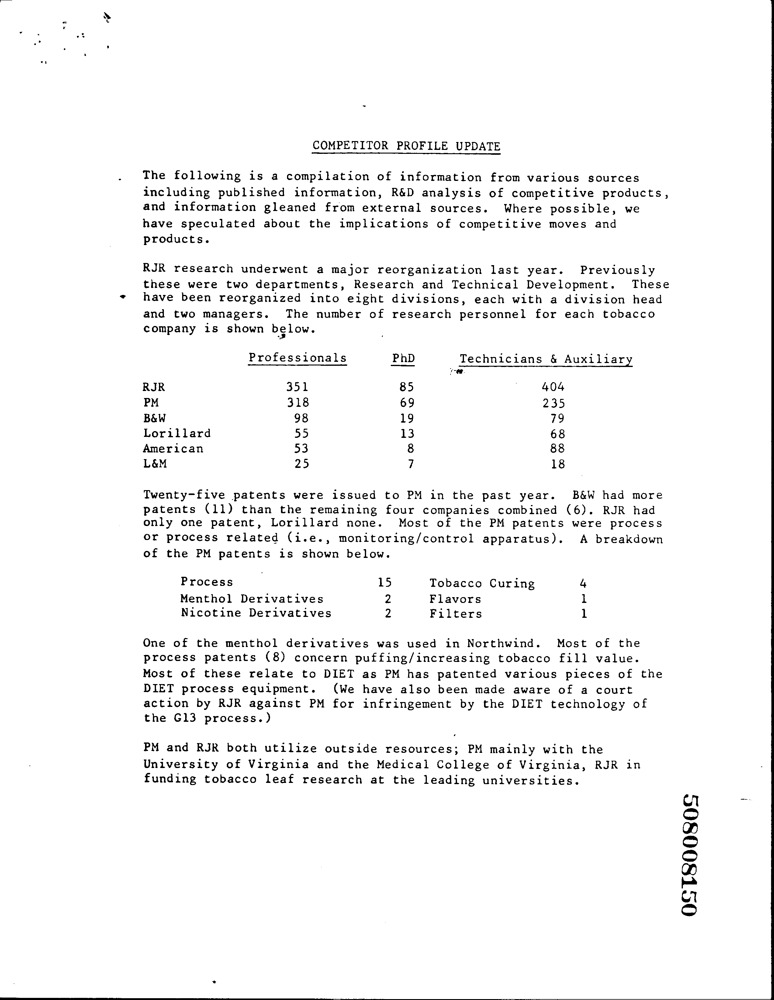 COMPETITOR PROFILE UPDATE
The following is a compilation of information from various sources
including published information, R&D analysis of competitive products,
and information gleaned from external sources. Where possible, we
have speculated about the implications of competitive moves and
products.
RJR research underwent a major reorganization last year. Previously
these were two departments, Research and Technical Development. These
have been reorganized into eight divisions, each with a division head
and two managers. The number of research personnel for each tobacco
company is shown below.
Professionals PhD Technicians & Auxiliary
RJR 351 85 404
PM 318 69 235
B&W 98 19 79
Lorillard 55 13 68
American 53 8 88
L&M 25 7 18
Twenty-five patents were issued to PM in the past year. B&W had more
patents (11) than the remaining four companies combined (6). RJR had
only one patent, Lorillard none. Most of the PM patents were process
or process related (i.e., monitoring/control apparatus). A breakdown
of the PM patents is shown below.
Process 15 Tobacco Curing 4
Menthol Derivatives 2 Flavors 1
Nicotine Derivatives 2 Filters 1
One of the menthol derivatives was used in Northwind. Most of the
process patents (8) concern puffing/increasing tobacco fill value.
Most of these relate to DIET as PM has patented various pieces of the
DIET process equipment. (We have also been made aware of a court
action by RJR against PM for infringement by the DIET technology of
the G13 process.)
PM and RJR both utilize outside resources; PM mainly with the
University of Virginia and the Medical College of Virginia, RJR in
funding tobacco leaf research at the leading universities.
508008150